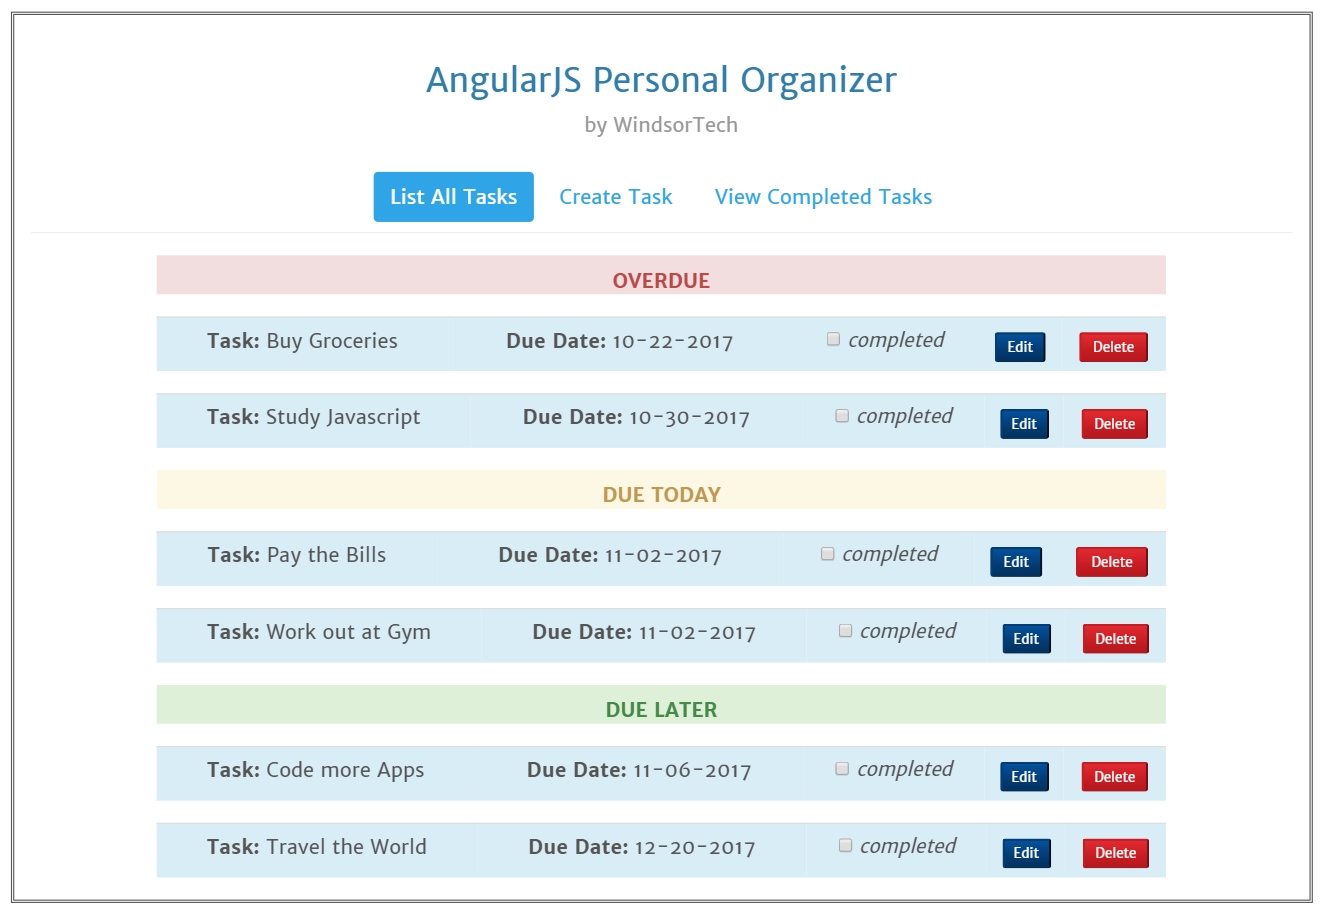 AngularJS Personal Organizer
by WindsorTech
List All Tasks Create Task View Completed Tasks
OVERDUE
Task: Buy Groceries Due Date: 10-22-2017 completed Edit Delete
Task: Study Javascript Due Date: 10-30-2017 completed Edit Delete
DUE TODAY
Task: Pay the Bills Due Date: 11-02-2017 completed Edit Delete
Task: Work out at Gym Due Date: 11-02-2017 completed Edit Delete
DUE LATER
Task: Code more Apps Due Date: 11-06-2017 completed Edit Delete
Task: Travel the World Due Date: 12-20-2017 completed Edit Delete